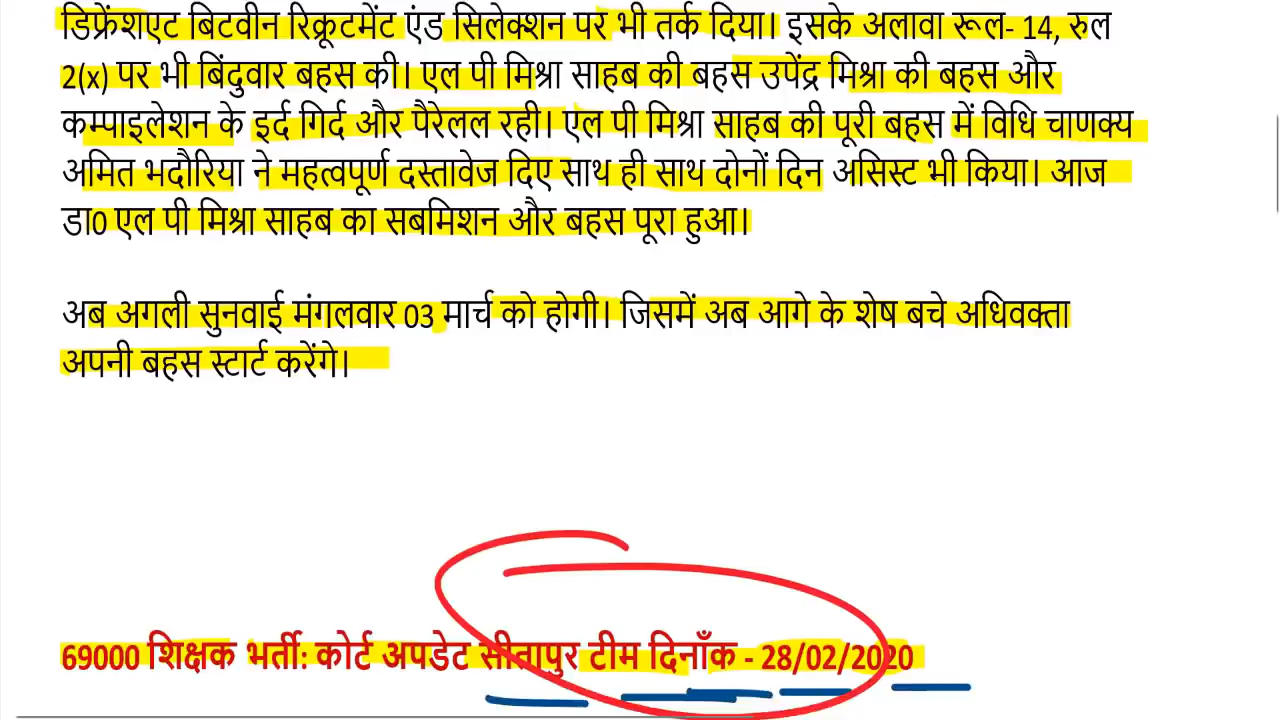 डिफ्रेंशएट बिटवीन रिक्रूटमेंट एंड सिलेक्शन पर भी तर्क दिया। इसके अलावा रूल- 14, रुल
2(x) पर भी बिंदुवार बहस की। एल पी मिश्रा साहब की बहस उपेंद्र मिश्रा की बहस और
कम्पाइलेशन के इर्द गिर्द और पैरेलल रही। एल पी मिश्रा साहब की पूरी बहस में विधि चाणक्य
अमित भदौरिया ने महत्वपूर्ण दस्तावेज दिए साथ ही साथ दोनों दिन असिस्ट भी किया। आज
डा0 एल पी मिश्रा साहब का सबमिशन और बहस पूरा हुआ।
अब अगली सुनवाई मंगलवार 03 मार्च को होगी। जिसमें अब आगे के शेष बचे अधिवक्ता
अपनी बहस स्टार्ट करेंगे।
69000 शिक्षक भर्ती: कोर्ट अपडेट सीतापुर टीम दिनाँक - 28/02/2020